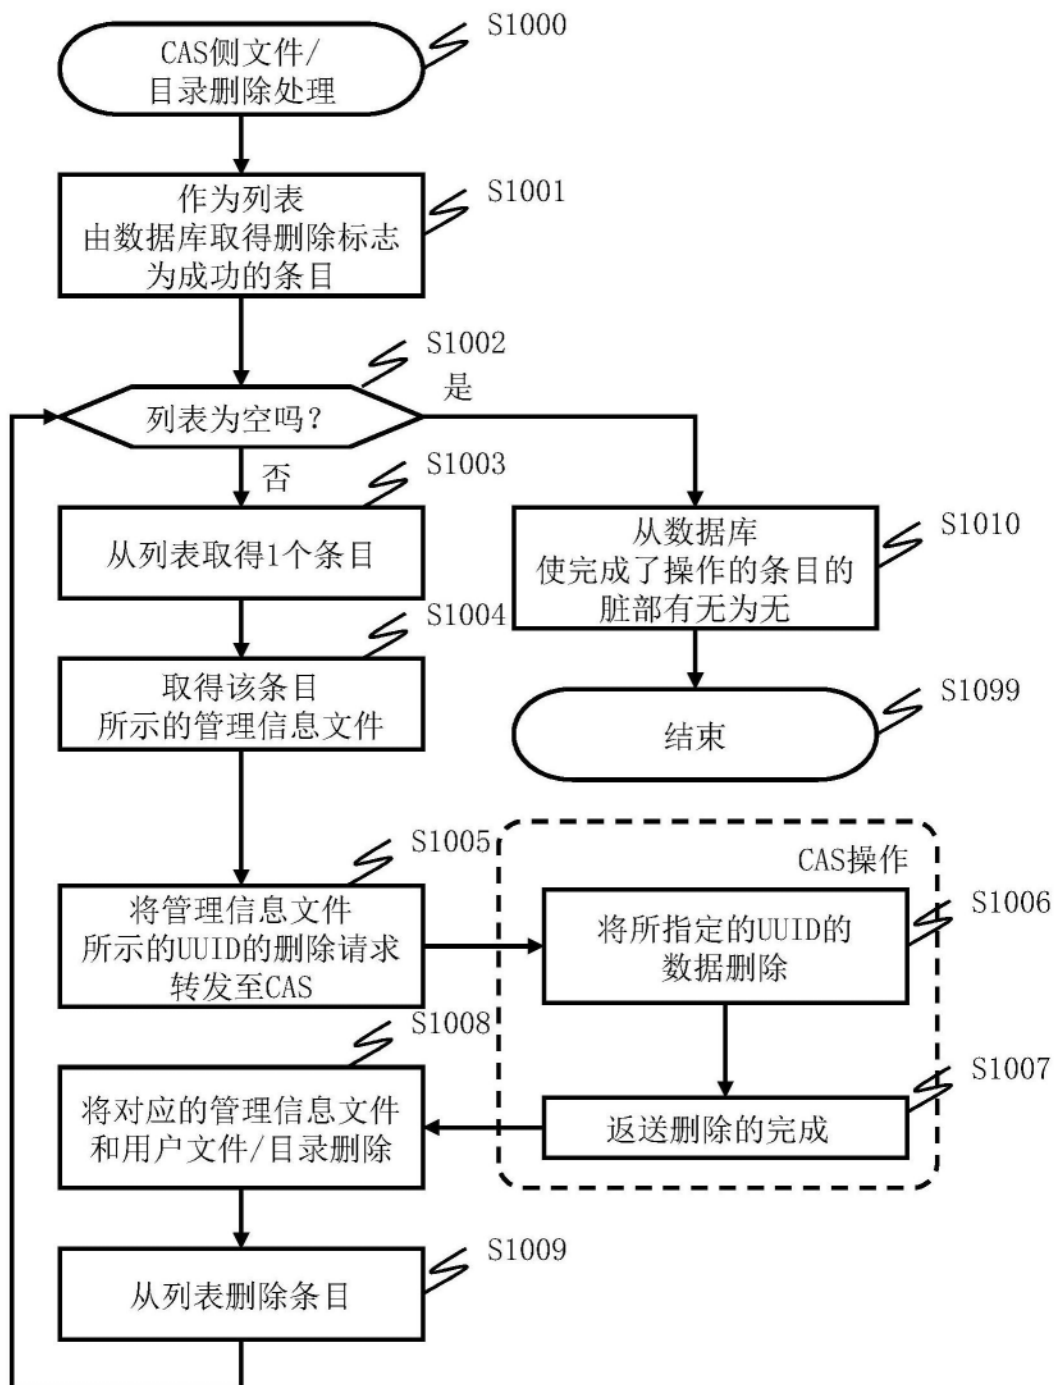 S1000
CAS侧文件/
目录删除处理
S1001
作为列表
由数据库取得删除标志
为成功的条目
S1002
列表为空吗?
是
否
S1003
从列表取得1个条目
S1010
从数据库
使完成了操作的条目的
脏部有无为无
S1004
取得该条目
所示的管理信息文件
S1099
结束
S1005
将管理信息文件
所示的UUID的删除请求
转发至CAS
CAS操作
S1006
将所指定的UUID的
数据删除
S1007
返送删除的完成
S1008
将对应的管理信息文件
和用户文件/目录删除
S1009
从列表删除条目